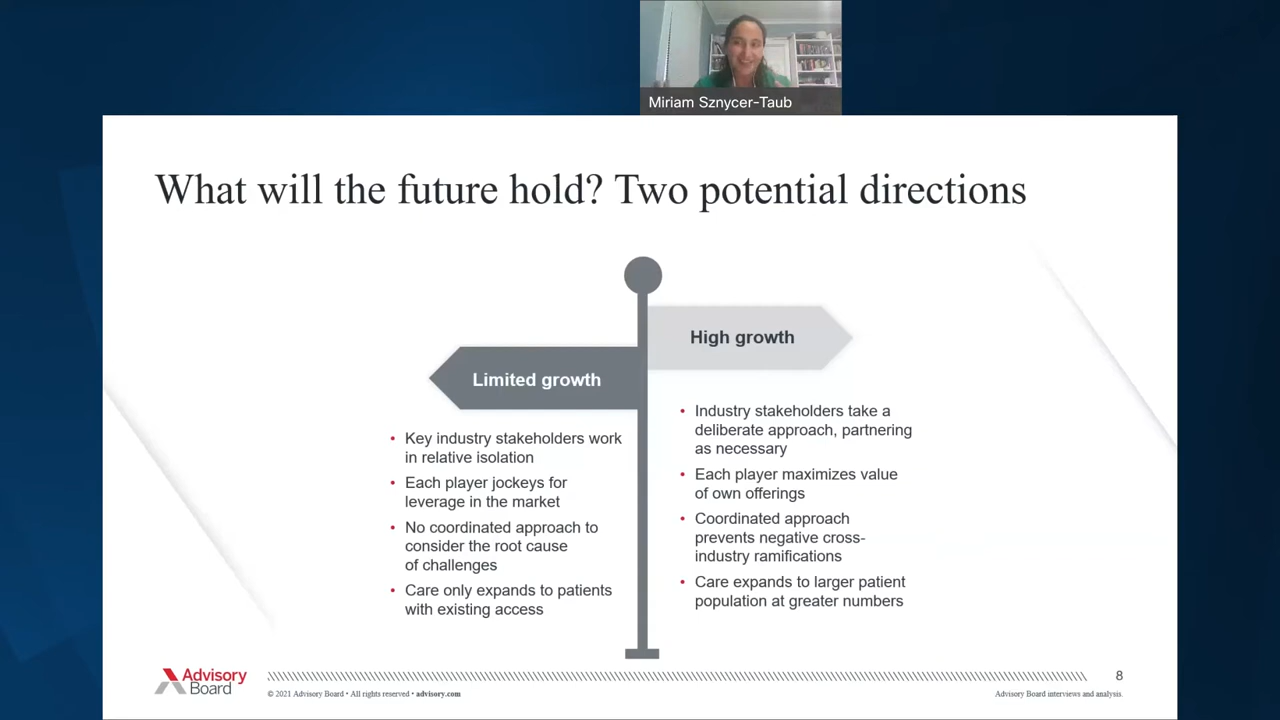 Miriam Sznycer-Taub
What will the future hold? Two potential directions
Limited growth
• Key industry stakeholders work
in relative isolation
• Each player jockeys for
leverage in the market
• No coordinated approach to
consider the root cause
of challenges
• Care only expands to patients
with existing access
High growth
• Industry stakeholders take a
deliberate approach, partnering
as necessary
• Each player maximizes value
of own offerings
• Coordinated approach
prevents negative cross-
industry ramifications
• Care expands to larger patient
population at greater numbers
Advisory
Board
© 2021 Advisory Board • All rights reserved • advisory.com
8
Advisory Board interviews and analysis.